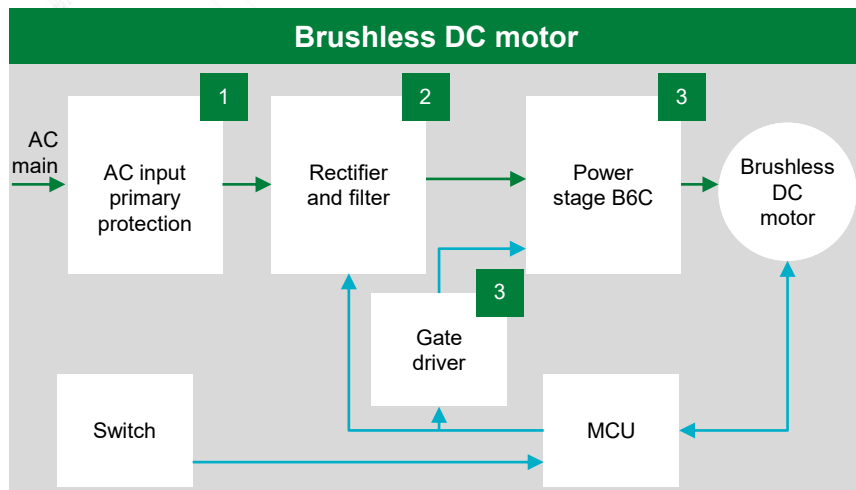 Brushless DC motor
1
2
3
AC
main
AC input
primary
protection
Rectifier
and filter
Power
stage B6C
Brushless
DC
motor
3
Gate
driver
Switch
MCU